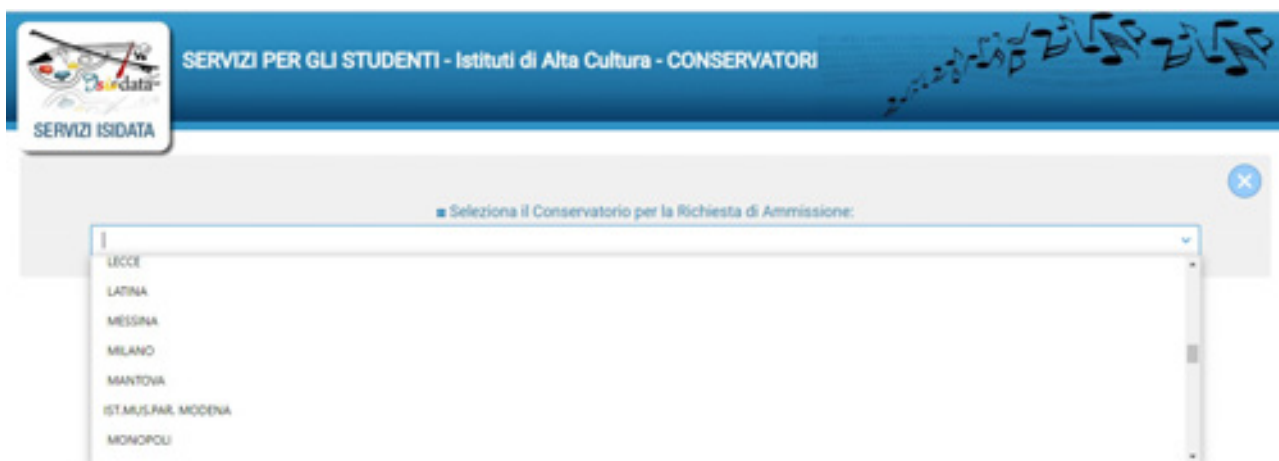 SERVIZI PER GLI STUDENTI - Istituti di Alta Cultura - CONSERVATORI
Isidata
SERVIZI ISIDATA
Seleziona il Conservatorio per la Richiesta di Ammissione:
LECCE
LATINA
MESSINA
MILANO
MANTOVA
IST.MUS.PAR. MODENA
MONOPOLI